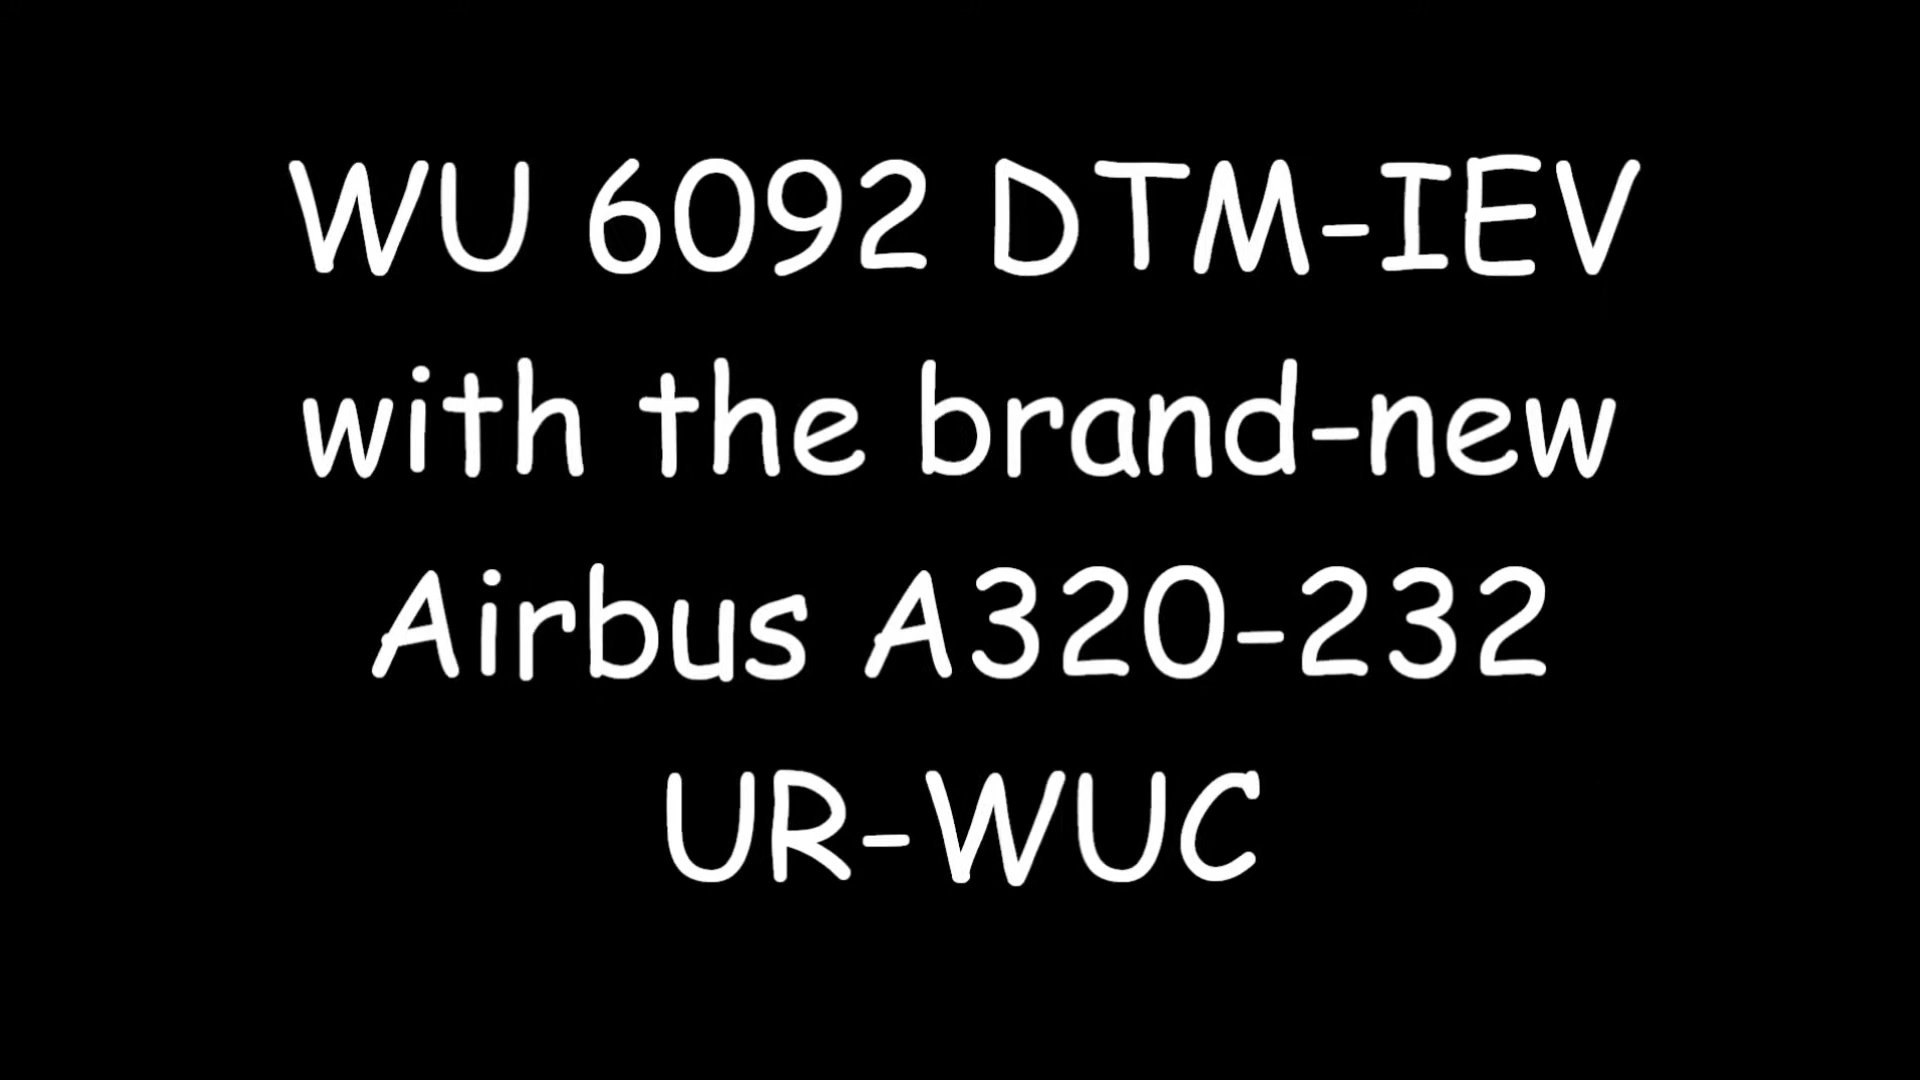 WU 6092 DTM-IEV
with the brand-new
Airbus A320-232
UR-WUC